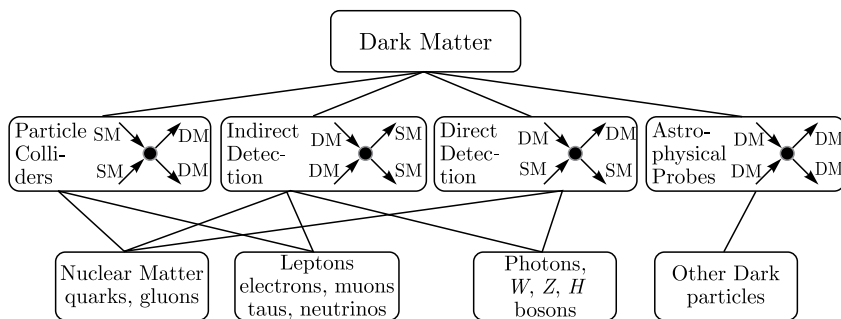 Dark Matter
Particle
Colli-
ders
SM
DM
SM
DM
Indirect
Detec-
tion
DM
SM
DM
SM
Direct
Detec-
tion
DM
DM
SM
SM
Astro-
physical
Probes
DM
DM
DM
DM
Nuclear Matter
quarks, gluons
Leptons
electrons, muons
taus, neutrinos
Photons,
W, Z, H
bosons
Other Dark
particles